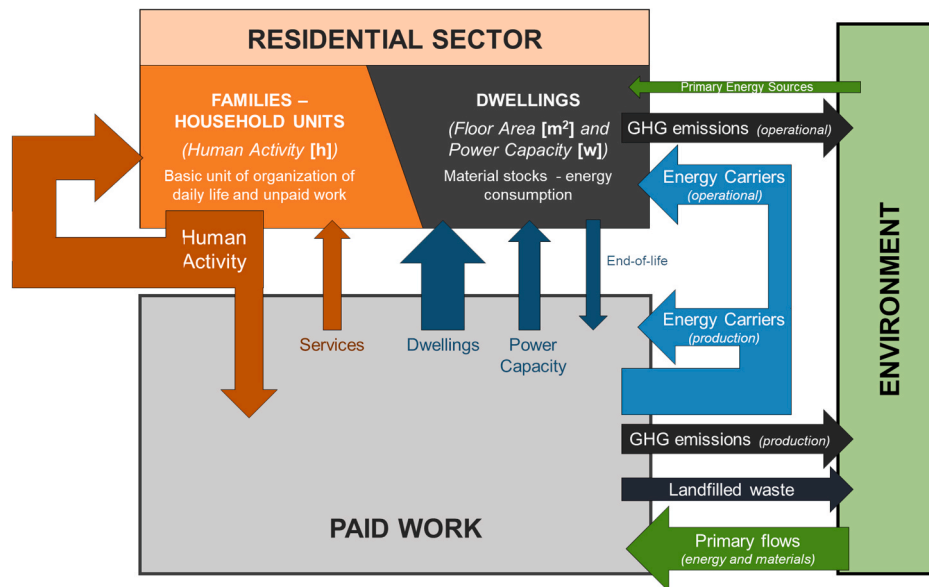 RESIDENTIAL SECTOR
FAMILIES –
HOUSEHOLD UNITS
(Human Activity [h])
Basic unit of organization of
daily life and unpaid work
DWELLINGS
(Floor Area [m²] and
Power Capacity [w])
Material stocks - energy
consumption
Primary Energy Sources
GHG emissions (operational)
Energy Carriers
(operational)
Human
Activity
End-of-life
Services
Dwellings
Power
Capacity
Energy Carriers
(production)
GHG emissions (production)
Landfilled waste
Primary flows
(energy and materials)
PAID WORK
ENVIRONMENT